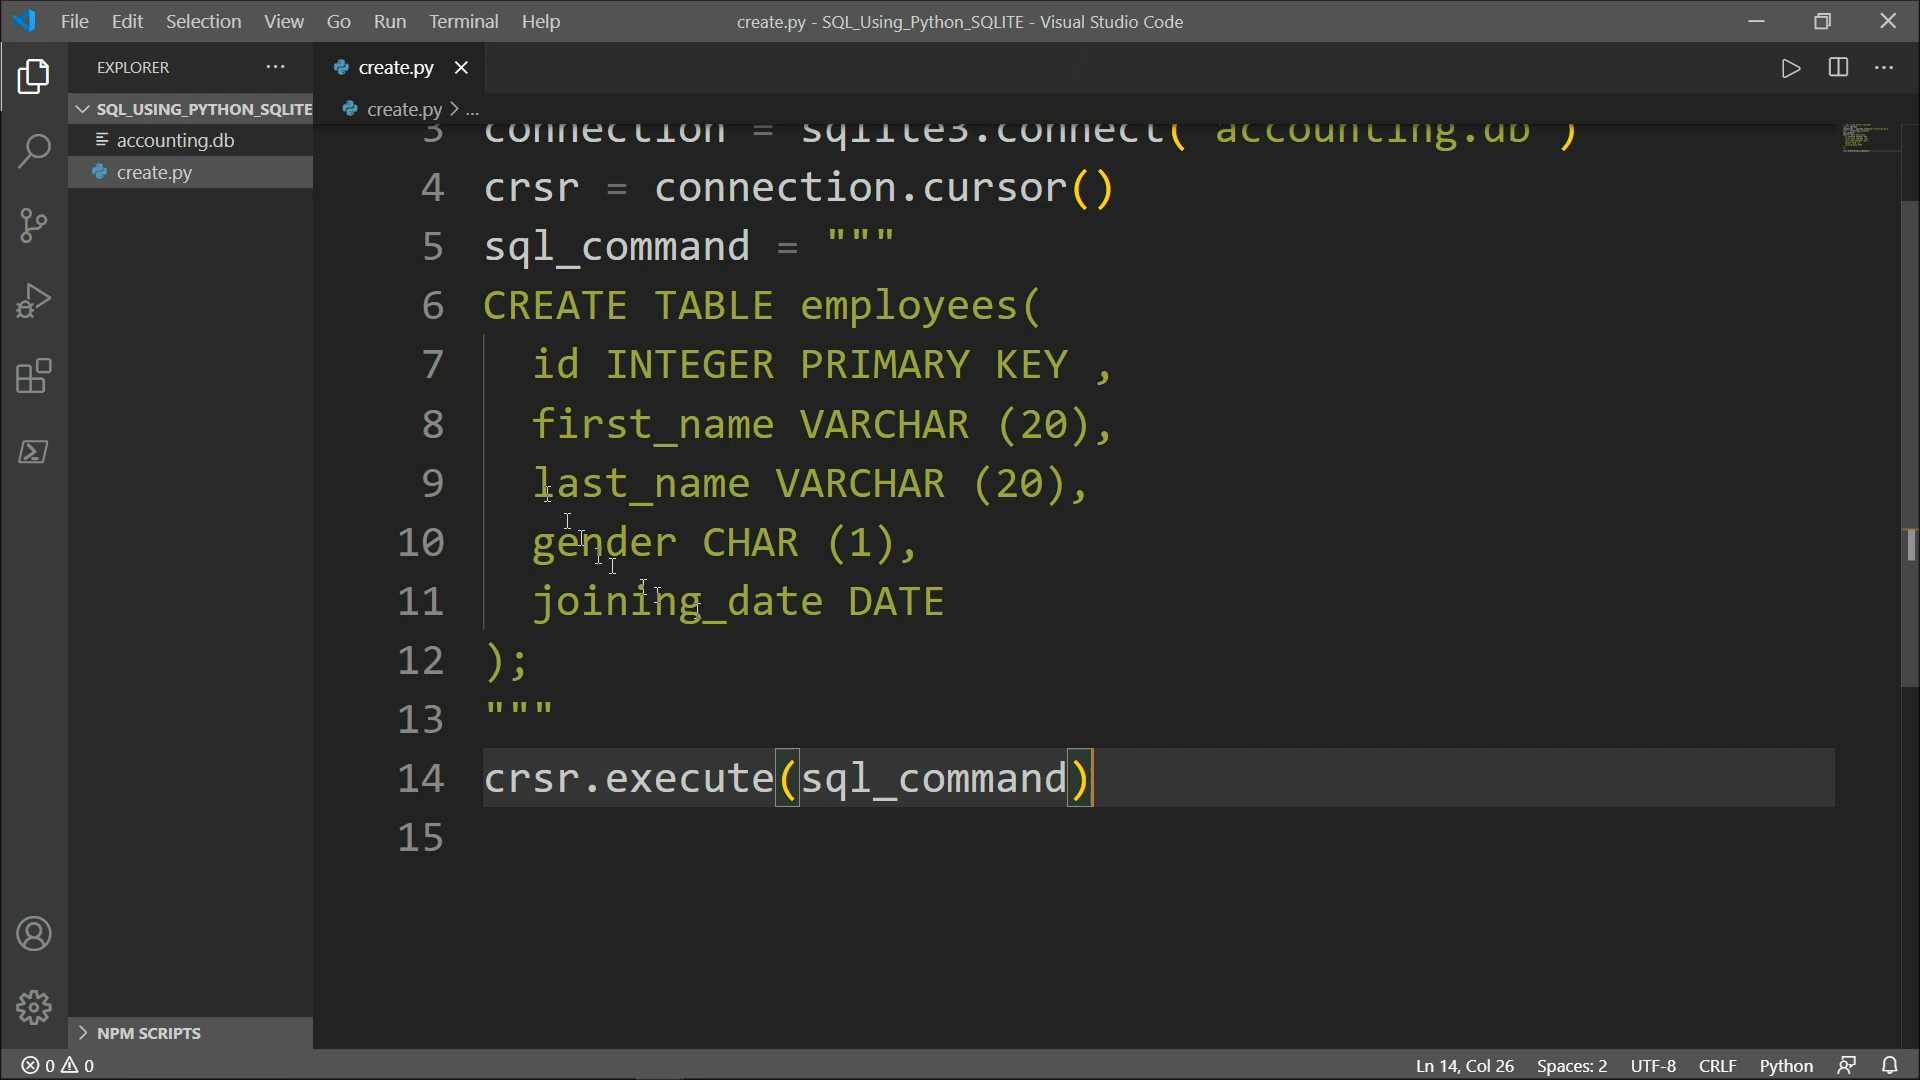 File Edit Selection View Go Run Terminal Help
create.py - SQL_Using_Python_SQLITE - Visual Studio Code
EXPLORER
create.py
SQL_USING_PYTHON_SQLITE
accounting.db
create.py
create.py > ...
3 connection = sqlite3.connect( accounting.db )
4 crsr = connection.cursor()
5 sql_command = """
6 CREATE TABLE employees(
7 id INTEGER PRIMARY KEY ,
8 first_name VARCHAR (20),
9 last_name VARCHAR (20),
10 gender CHAR (1),
11 joining_date DATE
12 );
13 """
14 crsr.execute(sql_command)
15
NPM SCRIPTS
0 0
Ln 14, Col 26 Spaces: 2 UTF-8 CRLF Python